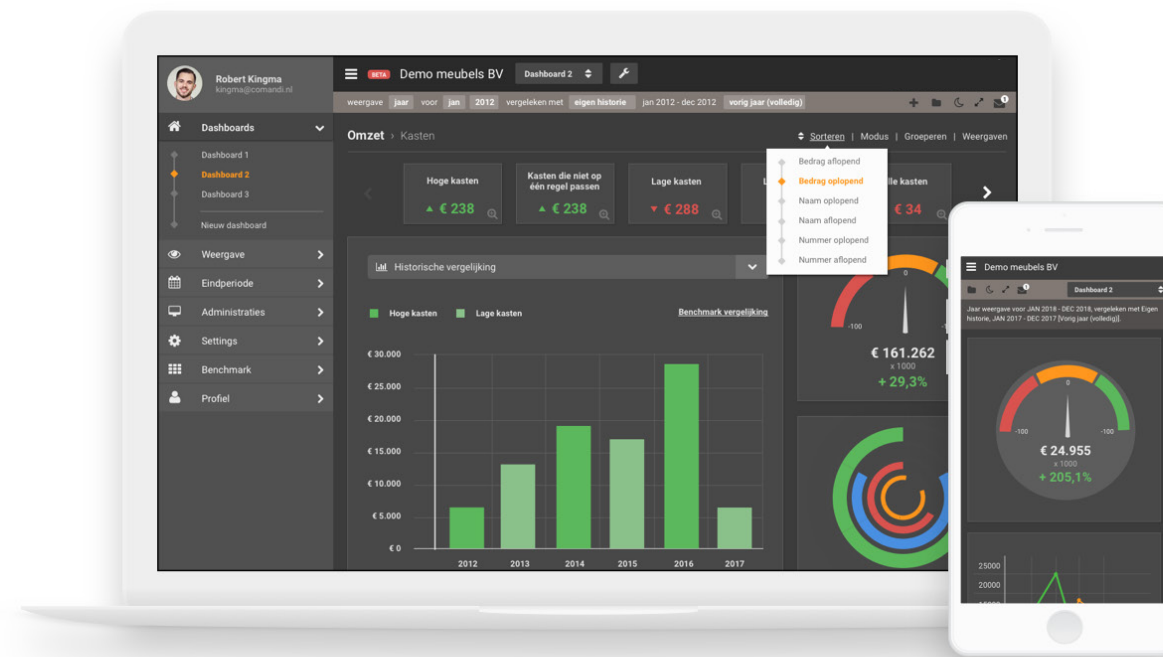 Robert Kingma
kingma@comandi.nl
Dashboards
Dashboard 1
Dashboard 2
Dashboard 3
Nieuw dashboard
Weergave
Eindperiode
Administraties
Settings
Benchmark
Profiel
BETA Demo meubels BV Dashboard 2
weergave jaar voor jan 2012 vergeleken met eigen historie jan 2012 - dec 2012 vorig jaar (volledig) 1
Omzet › Kasten
Sorteren | Modus | Groeperen | Weergaven
Bedrag aflopend
Bedrag oplopend
Naam oplopend
Naam aflopend
Nummer oplopend
Nummer aflopend
Hoge kasten
€ 238
Kasten die niet op
één regel passen
€ 238
Lage kasten
€ 288
kasten
€ 34
Historische vergelijking
Hoge kasten Lage kasten Benchmark vergelijking
€ 30.000
€ 25.000
€ 20.000
€ 15.000
€ 10.000
€ 5.000
€ 0
2012 2013 2014 2015 2016 2017
0
-100
€ 161.262
x 1000
+ 29,3%
Demo meubels BV
1 Dashboard 2
Jaar weergave voor JAN 2018 - DEC 2018, vergeleken met Eigen
historie, JAN 2017 - DEC 2017 [Vorig jaar (volledig)].
0
-100 -100
€ 24.955
x 1000
+ 205,1%
25000
20000